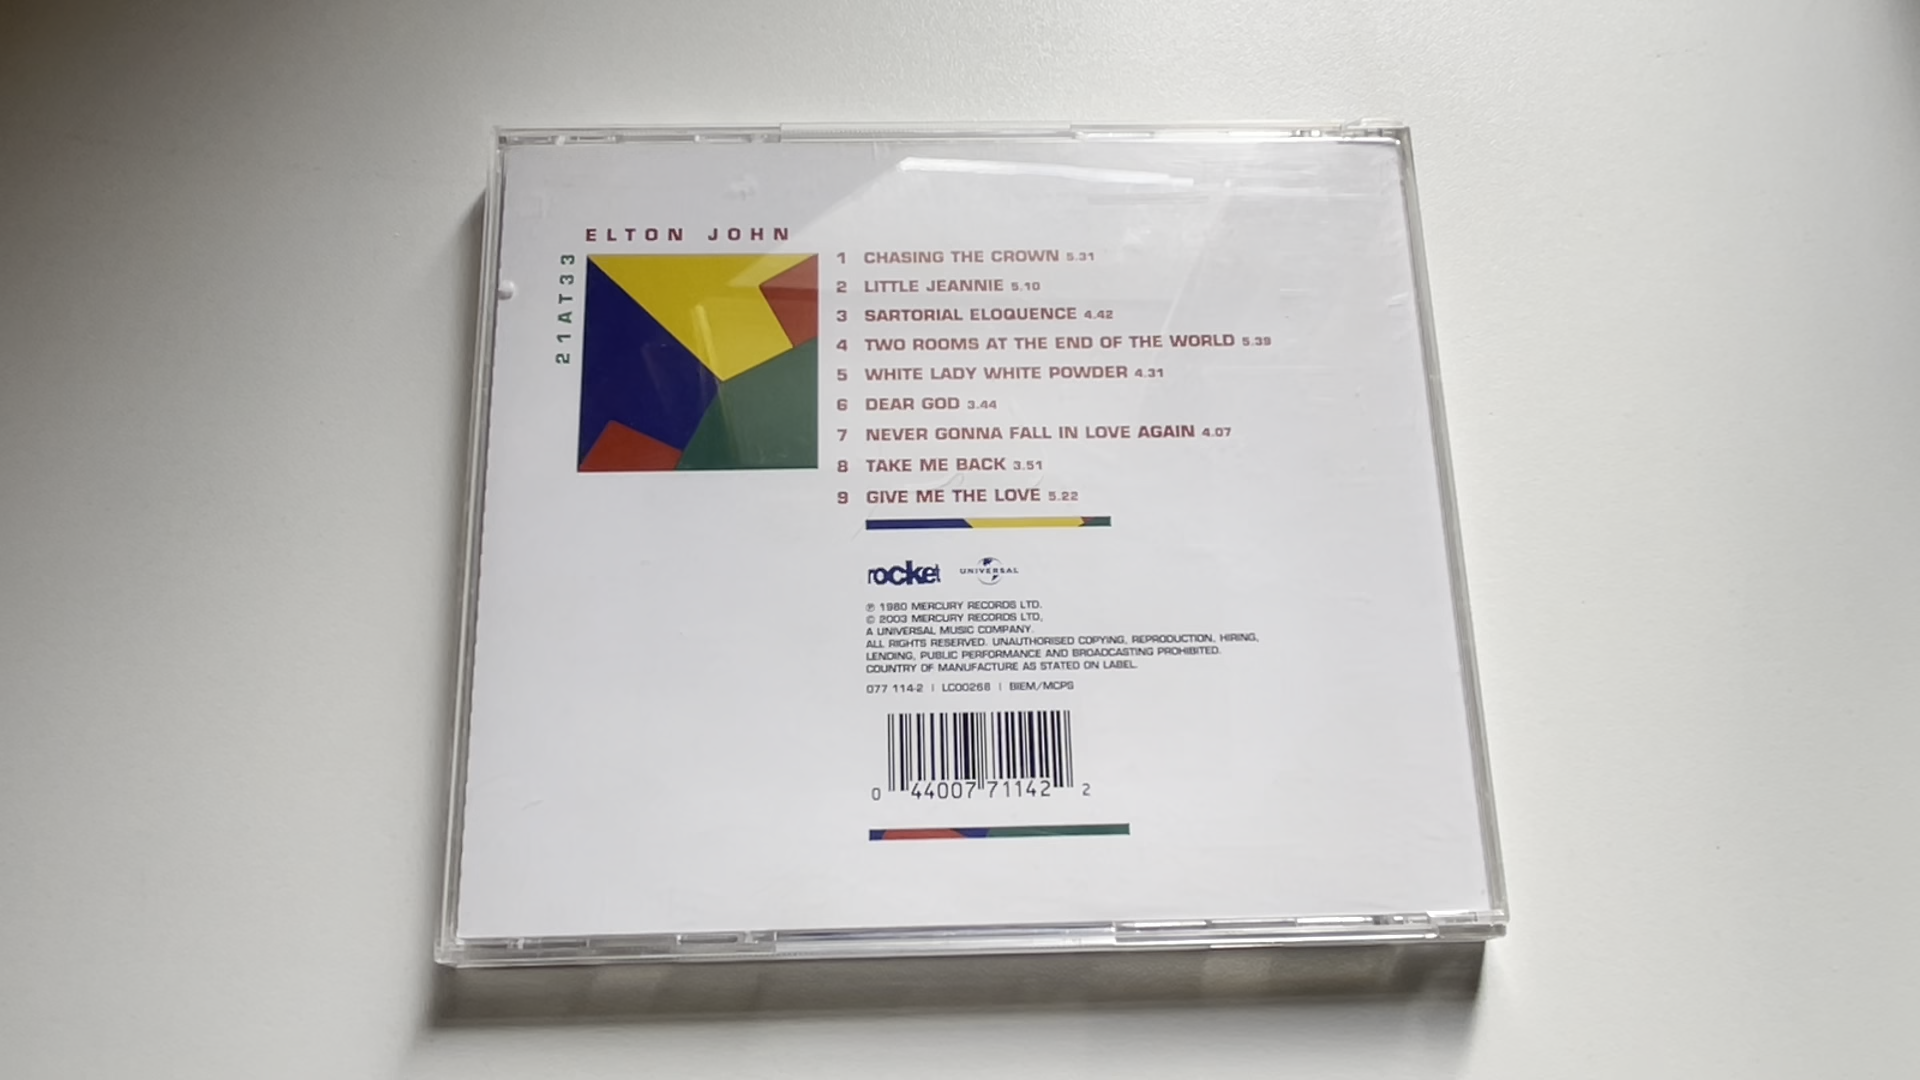 ELTON JOHN
21AT33
1 CHASING THE CROWN 5.31
2 LITTLE JEANNIE 5.10
3 SARTORIAL ELOQUENCE 4.42
4 TWO ROOMS AT THE END OF THE WORLD 5.39
5 WHITE LADY WHITE POWDER 4.31
6 DEAR GOD 3.44
7 NEVER GONNA FALL IN LOVE AGAIN 4.07
8 TAKE ME BACK 3.51
9 GIVE ME THE LOVE 5.22
rocket UNIVERSAL
℗ 1980 MERCURY RECORDS LTD.
© 2003 MERCURY RECORDS LTD,
A UNIVERSAL MUSIC COMPANY.
ALL RIGHTS RESERVED. UNAUTHORISED COPYING, REPRODUCTION, HIRING,
LENDING, PUBLIC PERFORMANCE AND BROADCASTING PROHIBITED.
COUNTRY OF MANUFACTURE AS STATED ON LABEL.
077 114-2 | LC00268 | BIEM/MCPS
0 44007 71142 2